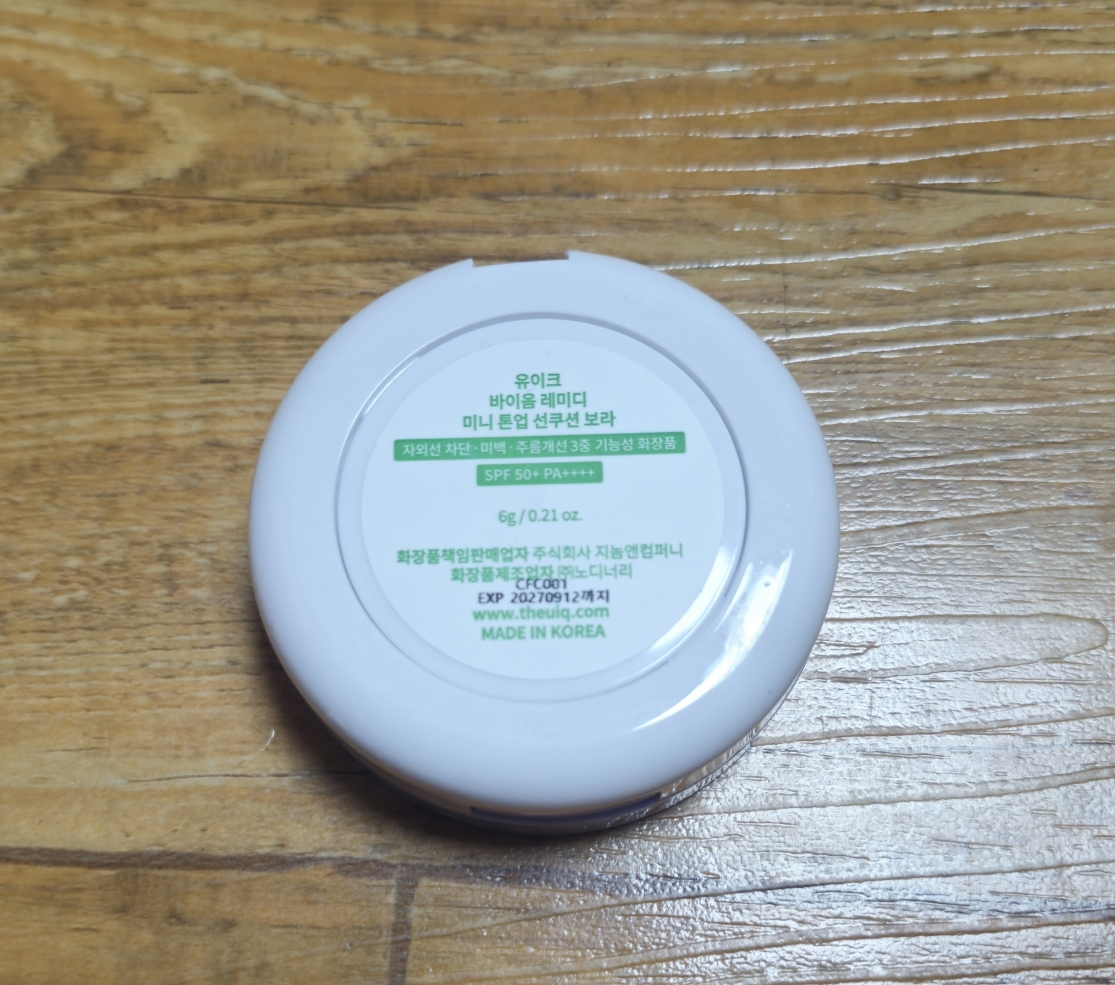 유이크
바이옴 레미디
미니 톤업 선쿠션 보라
자외선 차단 · 미백 · 주름개선 3중 기능성 화장품
SPF 50+ PA++++
6g / 0.21 oz.
화장품책임판매업자 주식회사 지놈앤컴퍼니
화장품제조업자 ㈜노디너리
CFC001
EXP 20270912까지
www.theuiq.com
MADE IN KOREA